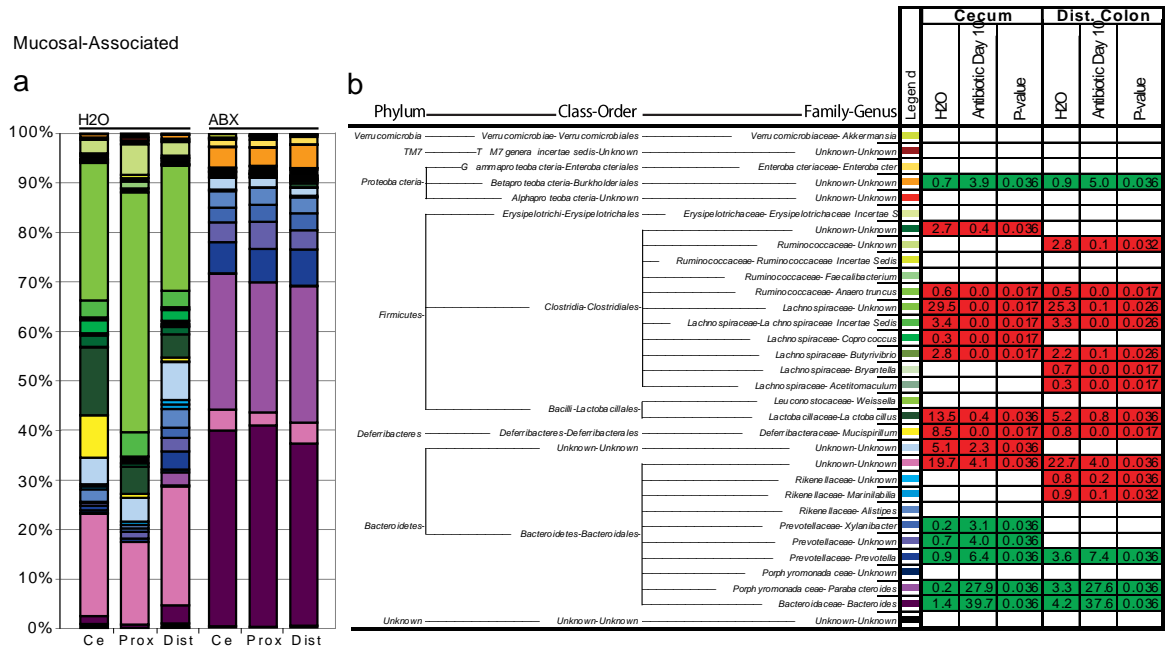 Mucosal-Associated
a
H2O ABX
100%
90%
80%
70%
60%
50%
40%
30%
20%
10%
0%
Ce Prox Dist Ce Prox Dist
b
Cecum Dist. Colon
Phylum Class-Order Family-Genus Legend H2O Antibiotic Day 10 P-value H2O Antibiotic Day 10 P-value
Verrucomicrobia Verrucomicrobiae-Verrucomicrobiales Verrucomicrobiaceae-Akkermansia
TM7 TM7 genera incertae sedis-Unknown Unknown-Unknown
Proteobacteria Gammaproteobacteria-Enterobacteriales Enterobacteriaceae-Enterobacter
Betaproteobacteria-Burkholderiales Unknown-Unknown 0.7 3.9 0.036 0.9 5.0 0.036
Alphaproteobacteria-Unknown Unknown-Unknown
Firmicutes Erysipelotrichi-Erysipelotrichales Erysipelotrichaceae-Erysipelotrichaceae Incertae S
Clostridia-Clostridiales Unknown-Unknown 2.7 0.4 0.036
Ruminococcaceae-Unknown 2.8 0.1 0.032
Ruminococcaceae-Ruminococcaceae Incertae Sedis
Ruminococcaceae-Faecalibacterium
Ruminococcaceae-Anaerotruncus 0.6 0.0 0.017 0.5 0.0 0.017
Lachnospiraceae-Unknown 29.5 0.0 0.017 25.3 0.1 0.026
Lachnospiraceae-Lachnospiraceae Incertae Sedis 3.4 0.0 0.017 3.3 0.0 0.026
Lachnospiraceae-Coprococcus 0.3 0.0 0.017
Lachnospiraceae-Butyrivibrio 2.8 0.0 0.017 2.2 0.1 0.026
Lachnospiraceae-Bryantella 0.7 0.0 0.017
Lachnospiraceae-Acetitomaculum 0.3 0.0 0.017
Bacilli-Lactobacillales Leuconostocaceae-Weissella
Lactobacillaceae-Lactobacillus 13.5 0.4 0.036 5.2 0.8 0.036
Deferribacteres Deferribacteres-Deferribacterales Deferribacteraceae-Mucispirillum 8.5 0.0 0.017 0.8 0.0 0.017
Bacteroidetes Unknown-Unknown Unknown-Unknown 5.1 2.3 0.036
Bacteroidetes-Bacteroidales Unknown-Unknown 19.7 4.1 0.036 22.7 4.0 0.036
Rikenellaceae-Unknown 0.8 0.2 0.036
Rikenellaceae-Marinilabilia 0.9 0.1 0.032
Rikenellaceae-Alistipes
Prevotellaceae-Xylanibacter 0.2 3.1 0.036
Prevotellaceae-Unknown 0.7 4.0 0.036
Prevotellaceae-Prevotella 0.9 6.4 0.036 3.6 7.4 0.036
Porphyromonadaceae-Unknown
Porphyromonadaceae-Parabacteroides 0.2 27.9 0.036 3.3 27.6 0.036
Bacteroidaceae-Bacteroides 1.4 39.7 0.036 4.2 37.6 0.036
Unknown Unknown-Unknown Unknown-Unknown